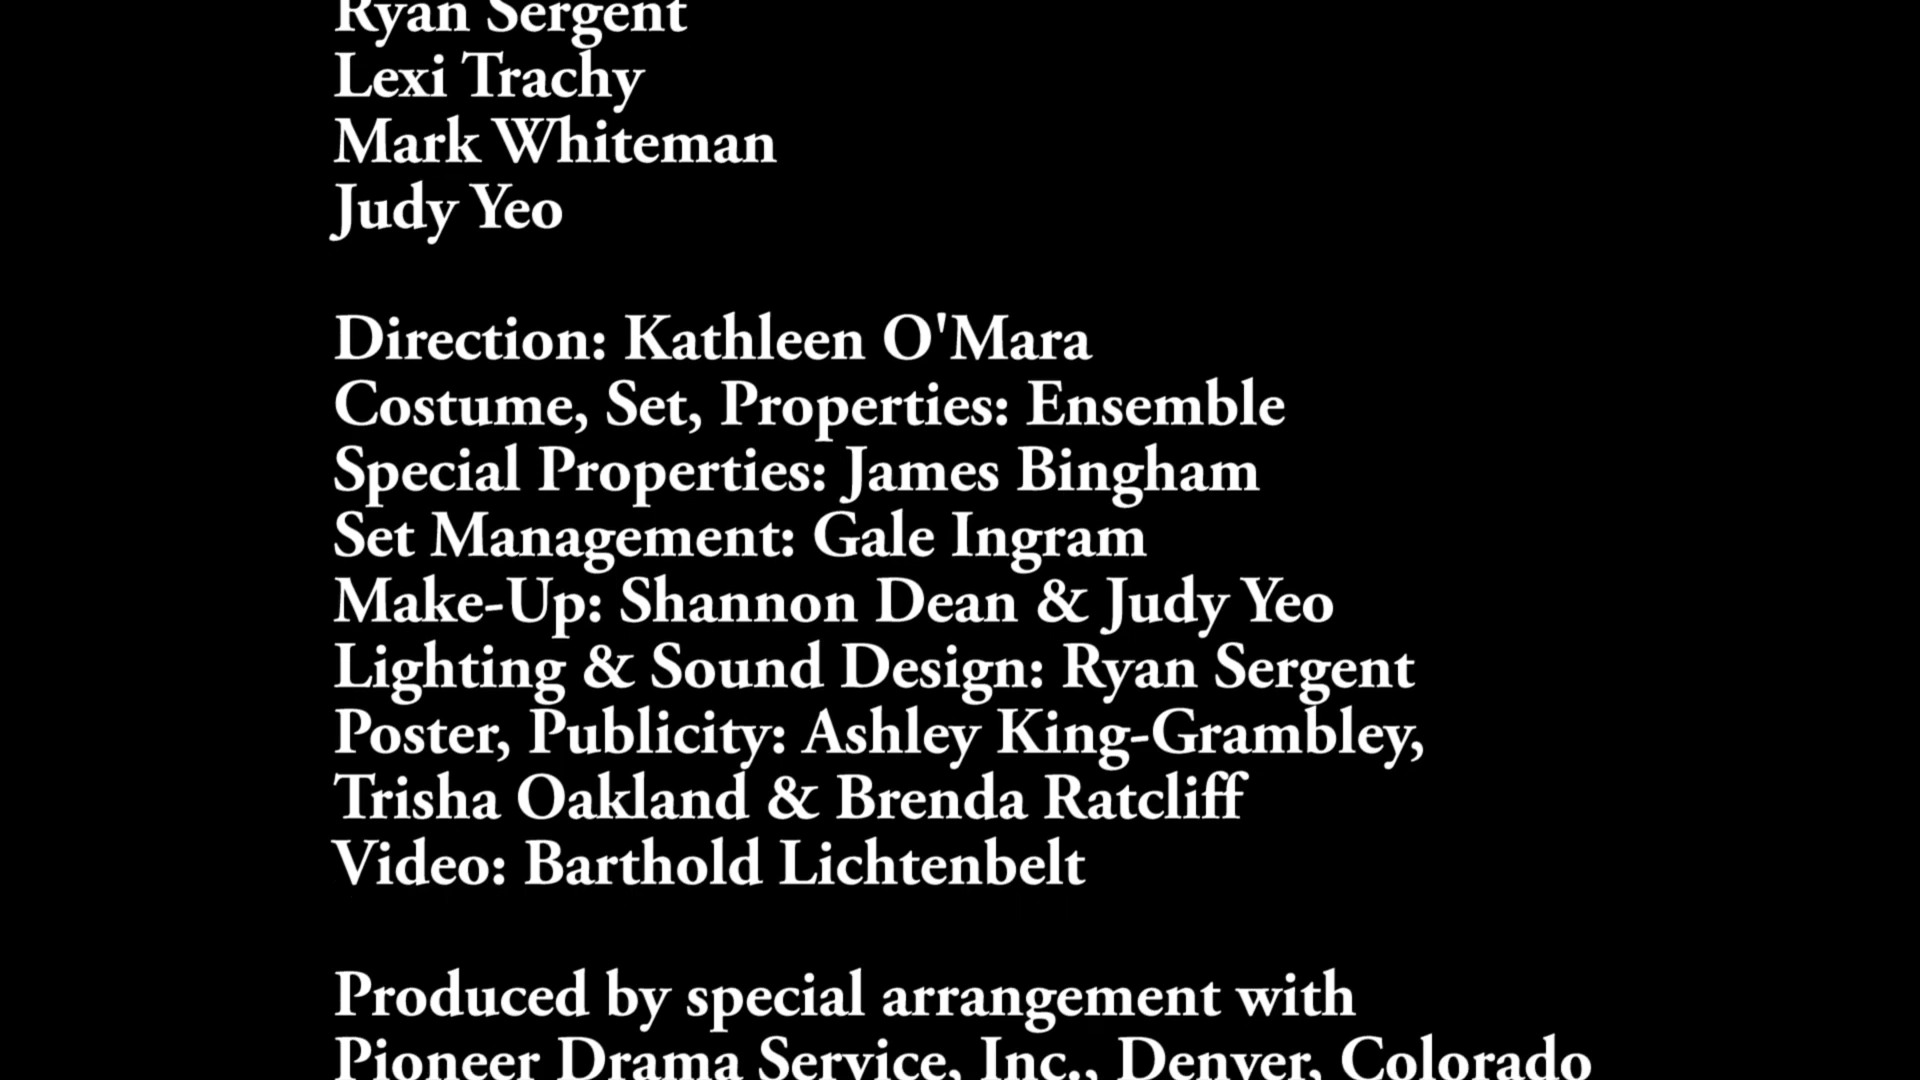 Ryan Sergent
Lexi Trachy
Mark Whiteman
Judy Yeo
Direction: Kathleen O'Mara
Costume, Set, Properties: Ensemble
Special Properties: James Bingham
Set Management: Gale Ingram
Make-Up: Shannon Dean & Judy Yeo
Lighting & Sound Design: Ryan Sergent
Poster, Publicity: Ashley King-Grambley,
Trisha Oakland & Brenda Ratcliff
Video: Barthold Lichtenbelt
Produced by special arrangement with
Pioneer Drama Service, Inc., Denver, Colorado